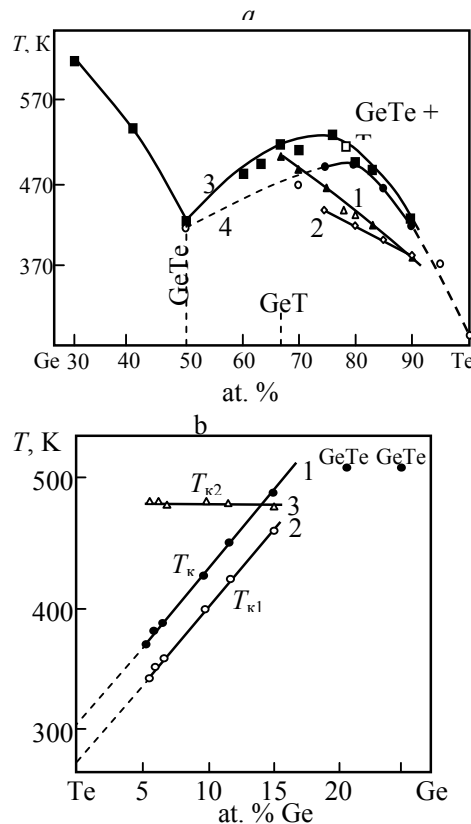 a
T, К
570
470
370
GeTe +
T
3
4
1
2
GeTe
GeT
Ge 30 40 50 60 70 80 90 Te
at. %
b
T, K
500
400
300
GeTe GeTe
1
Tк2
3
2
Tк
Tк1
Te 5 10 15 20 Ge
at. % Ge